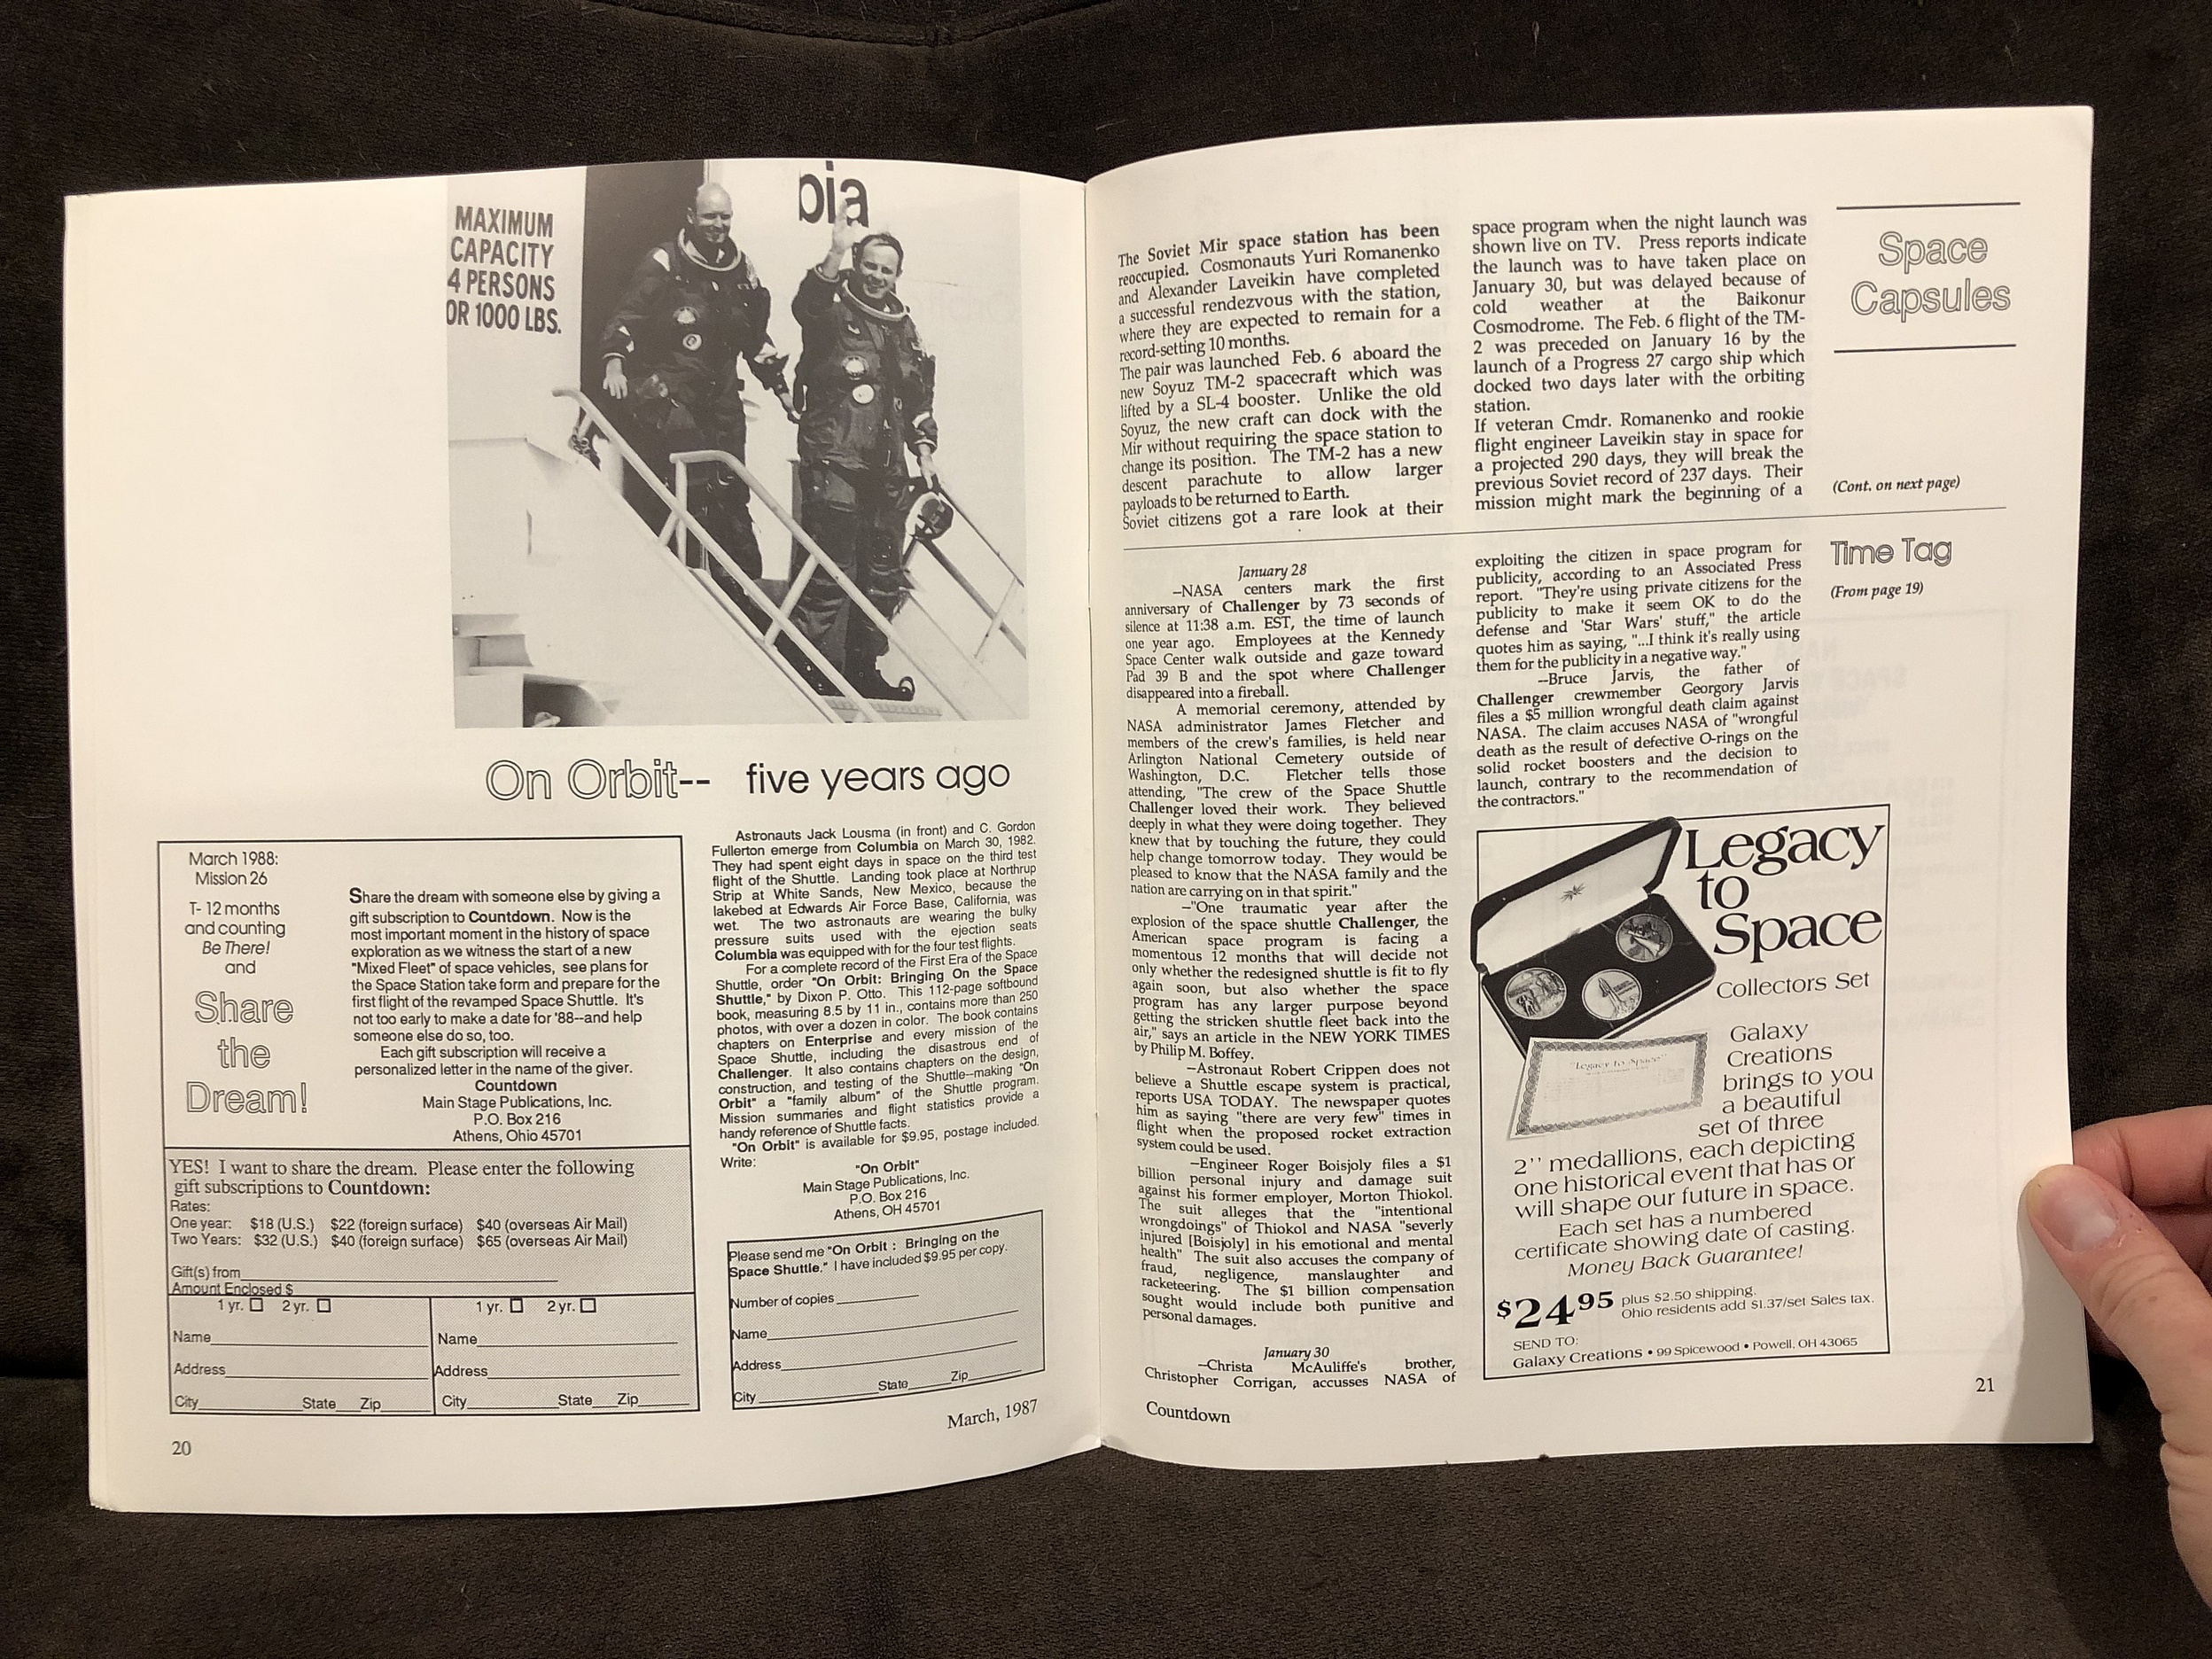 MAXIMUM
CAPACITY
4 PERSONS
OR 1000 LBS.
bia
On Orbit-- five years ago
March 1988:
Mission 26
T- 12 months
and counting
Be There!
and
Share
the
Dream!
Share the dream with someone else by giving a
gift subscription to Countdown. Now is the
most important moment in the history of space
exploration as we witness the start of a new
"Mixed Fleet" of space vehicles, see plans for
the Space Station take form and prepare for the
first flight of the revamped Space Shuttle. It's
not too early to make a date for '88--and help
someone else do so, too.
Each gift subscription will receive a
personalized letter in the name of the giver.
Countdown
Main Stage Publications, Inc.
P.O. Box 216
Athens, Ohio 45701
YES! I want to share the dream. Please enter the following
gift subscriptions to Countdown:
Rates:
One year: $18 (U.S.) $22 (foreign surface) $40 (overseas Air Mail)
Two Years: $32 (U.S.) $40 (foreign surface) $65 (overseas Air Mail)
Gift(s) from
Amount Enclosed $
1 yr. 2 yr.
Name
Address
City State Zip
1 yr. 2 yr.
Name
Address
City State Zip
Astronauts Jack Lousma (in front) and C. Gordon
Fullerton emerge from Columbia on March 30, 1982.
They had spent eight days in space on the third test
flight of the Shuttle. Landing took place at Northrup
Strip at White Sands, New Mexico, because the
lakebed at Edwards Air Force Base, California, was
wet. The two astronauts are wearing the bulky
pressure suits used with the ejection seats
Columbia was equipped with for the four test flights.
For a complete record of the First Era of the Space
Shuttle, order "On Orbit: Bringing On the Space
Shuttle," by Dixon P. Otto. This 112-page softbound
book, measuring 8.5 by 11 in., contains more than 250
photos, with over a dozen in color. The book contains
chapters on Enterprise and every mission of the
Space Shuttle, including the disastrous end of
Challenger. It also contains chapters on the design,
construction, and testing of the Shuttle--making "On
Orbit" a "family album" of the Shuttle program.
Mission summaries and flight statistics provide a
handy reference of Shuttle facts.
"On Orbit" is available for $9.95, postage included.
Write:
"On Orbit"
Main Stage Publications, Inc.
P.O. Box 216
Athens, OH 45701
Please send me "On Orbit : Bringing on the
Space Shuttle." I have included $9.95 per copy.
Number of copies
Name
Address
City State Zip
20
March, 1987
The Soviet Mir space station has been
reoccupied. Cosmonauts Yuri Romanenko
and Alexander Laveikin have completed
a successful rendezvous with the station,
where they are expected to remain for a
record-setting 10 months.
The pair was launched Feb. 6 aboard the
new Soyuz TM-2 spacecraft which was
lifted by a SL-4 booster. Unlike the old
Soyuz, the new craft can dock with the
Mir without requiring the space station to
change its position. The TM-2 has a new
descent parachute to allow larger
payloads to be returned to Earth.
Soviet citizens got a rare look at their
space program when the night launch was
shown live on TV. Press reports indicate
the launch was to have taken place on
January 30, but was delayed because of
cold weather at the Baikonur
Cosmodrome. The Feb. 6 flight of the TM-
2 was preceded on January 16 by the
launch of a Progress 27 cargo ship which
docked two days later with the orbiting
station.
If veteran Cmdr. Romanenko and rookie
flight engineer Laveikin stay in space for
a projected 290 days, they will break the
previous Soviet record of 237 days. Their
mission might mark the beginning of a
Space
Capsules
(Cont. on next page)
January 28
--NASA centers mark the first
anniversary of Challenger by 73 seconds of
silence at 11:38 a.m. EST, the time of launch
one year ago. Employees at the Kennedy
Space Center walk outside and gaze toward
Pad 39 B and the spot where Challenger
disappeared into a fireball.
A memorial ceremony, attended by
NASA administrator James Fletcher and
members of the crew's families, is held near
Arlington National Cemetery outside of
Washington, D.C. Fletcher tells those
attending, "The crew of the Space Shuttle
Challenger loved their work. They believed
deeply in what they were doing together. They
knew that by touching the future, they could
help change tomorrow today. They would be
pleased to know that the NASA family and the
nation are carrying on in that spirit."
--"One traumatic year after the
explosion of the space shuttle Challenger, the
American space program is facing a
momentous 12 months that will decide not
only whether the redesigned shuttle is fit to fly
again soon, but also whether the space
program has any larger purpose beyond
getting the stricken shuttle fleet back into the
air," says an article in the NEW YORK TIMES
by Philip M. Boffey.
--Astronaut Robert Crippen does not
believe a Shuttle escape system is practical,
reports USA TODAY. The newspaper quotes
him as saying "there are very few" times in
flight when the proposed rocket extraction
system could be used.
--Engineer Roger Boisjoly files a $1
billion personal injury and damage suit
against his former employer, Morton Thiokol.
The suit alleges that the "intentional
wrongdoings" of Thiokol and NASA "severly
injured [Boisjoly] in his emotional and mental
health" The suit also accuses the company of
fraud, negligence, manslaughter and
racketeering. The $1 billion compensation
sought would include both punitive and
personal damages.
January 30
--Christa McAuliffe's brother,
Christopher Corrigan, accusses NASA of
exploiting the citizen in space program for
publicity, according to an Associated Press
report. "They're using private citizens for the
publicity to make it seem OK to do the
defense and 'Star Wars' stuff," the article
quotes him as saying, "...I think it's really using
them for the publicity in a negative way."
--Bruce Jarvis, the father of
Challenger crewmember Georgory Jarvis
files a $5 million wrongful death claim against
NASA. The claim accuses NASA of "wrongful
death as the result of defective O-rings on the
solid rocket boosters and the decision to
launch, contrary to the recommendation of
the contractors."
Time Tag
(From page 19)
Legacy
to
Space
Collectors Set
"Legacy to Space"
Galaxy
Creations
brings to you
a beautiful
set of three
2'' medallions, each depicting
one historical event that has or
will shape our future in space.
Each set has a numbered
certificate showing date of casting.
Money Back Guarantee!
$24.95 plus $2.50 shipping.
Ohio residents add $1.37/set Sales tax.
SEND TO:
Galaxy Creations • 99 Spicewood • Powell, OH 43065
Countdown
21